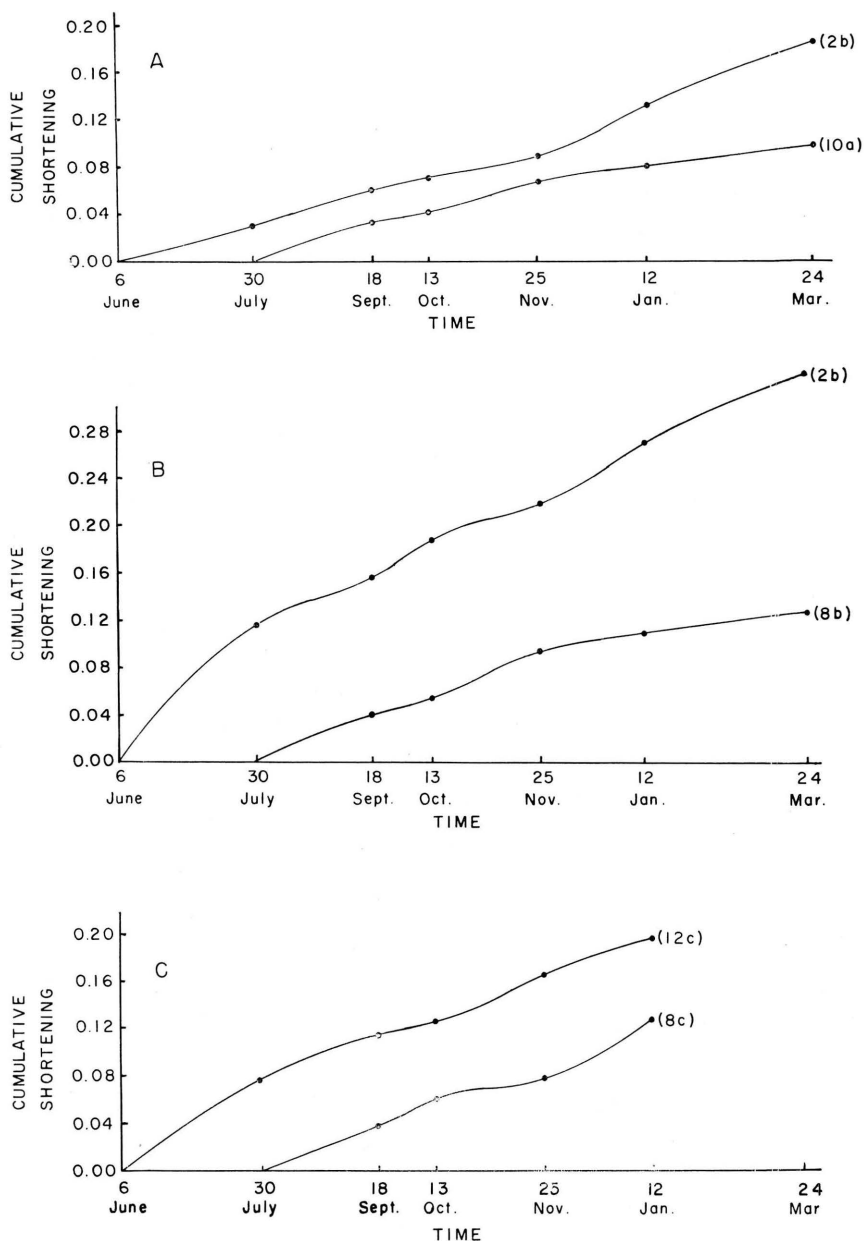 A
CUMULATIVE
SHORTENING
0.20
0.16
0.12
0.08
0.04
0.00
(2b)
(10a)
6 30 18 13 25 12 24
June July Sept. Oct. Nov. Jan. Mar.
TIME
B
CUMULATIVE
SHORTENING
0.28
0.24
0.20
0.16
0.12
0.08
0.04
0.00
(2b)
(8b)
6 30 18 13 25 12 24
June July Sept. Oct. Nov. Jan. Mar.
TIME
C
CUMULATIVE
SHORTENING
0.20
0.16
0.12
0.08
0.04
0.00
(12c)
(8c)
6 30 18 13 25 12 24
June July Sept. Oct. Nov. Jan. Mar
TIME